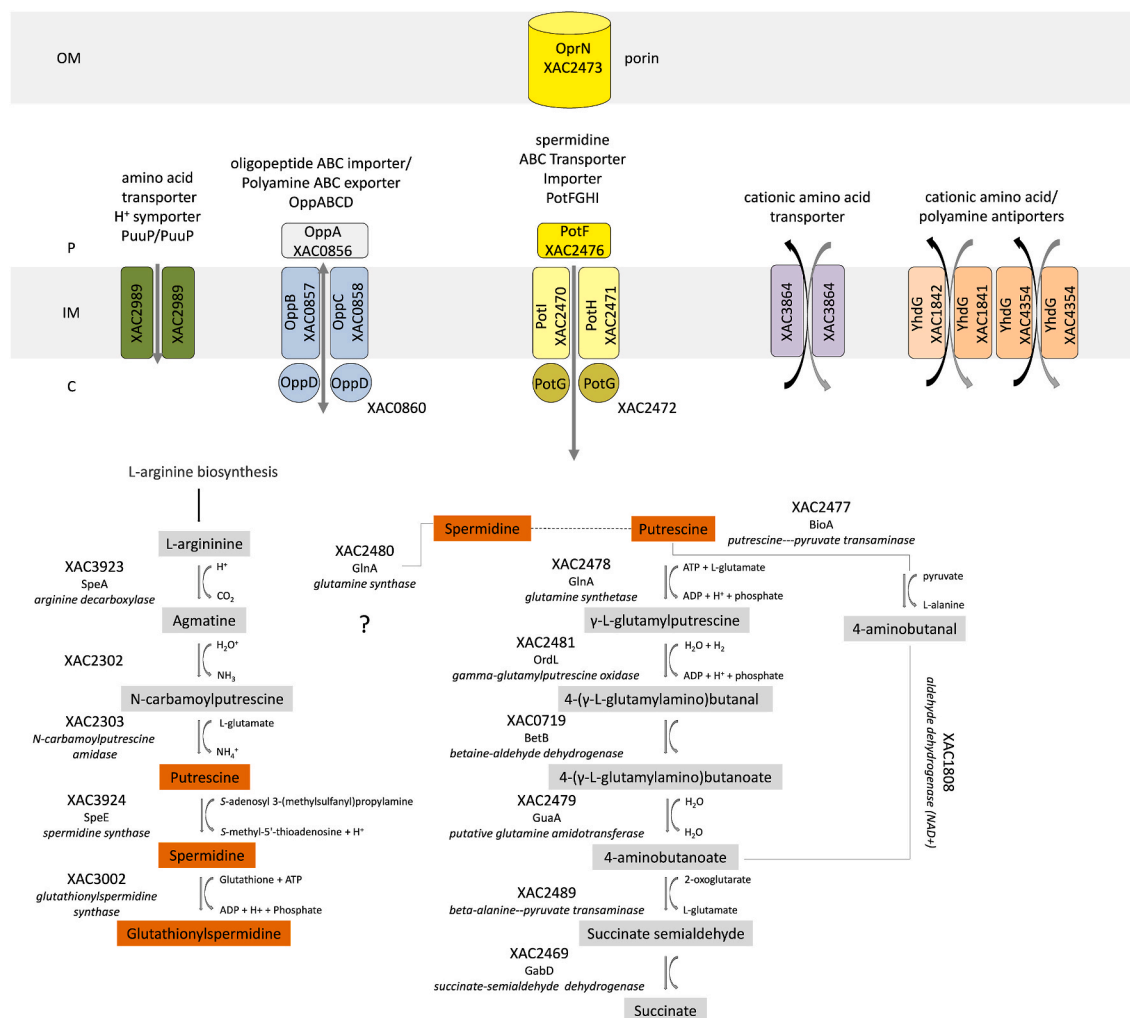 OM
OprN
XAC2473
porin
amino acid
transporter
H⁺ symporter
PuuP/PuuP
oligopeptide ABC importer/
Polyamine ABC exporter
OppABCD
spermidine
ABC Transporter
Importer
PotFGHI
cationic amino acid
transporter
cationic amino acid/
polyamine antiporters
P
OppA
XAC0856
PotF
XAC2476
IM
XAC2989
XAC2989
OppB
XAC0857
OppC
XAC0858
PotI
XAC2470
PotH
XAC2471
XAC3864
XAC3864
YhdG
XAC1842
YhdG
XAC1841
YhdG
XAC4354
YhdG
XAC4354
C
OppD
OppD
XAC0860
PotG
PotG
XAC2472
L-arginine biosynthesis
L-argininine
XAC3923
SpeA
arginine decarboxylase
H⁺
CO₂
Agmatine
XAC2302
H₂O⁺
NH₃
N-carbamoylputrescine
XAC2303
N-carbamoylputrescine
amidase
L-glutamate
NH₄⁺
Putrescine
XAC3924
SpeE
spermidine synthase
S-adenosyl 3-(methylsulfanyl)propylamine
S-methyl-5'-thioadenosine + H⁺
Spermidine
XAC3002
glutathionylspermidine
synthase
Glutathione + ATP
ADP + H+ + Phosphate
Glutathionylspermidine
XAC2480
GlnA
glutamine synthase
?
Spermidine
Putrescine
XAC2477
BioA
putrescine---pyruvate transaminase
pyruvate
L-alanine
4-aminobutanal
XAC1808
aldehyde dehydrogenase (NAD+)
XAC2478
GlnA
glutamine synthetase
ATP + L-glutamate
ADP + H⁺ + phosphate
γ-L-glutamylputrescine
XAC2481
OrdL
gamma-glutamylputrescine oxidase
H₂O + H₂
ADP + H⁺ + phosphate
4-(γ-L-glutamylamino)butanal
XAC0719
BetB
betaine-aldehyde dehydrogenase
4-(γ-L-glutamylamino)butanoate
XAC2479
GuaA
putative glutamine amidotransferase
H₂O
H₂O
4-aminobutanoate
XAC2489
beta-alanine--pyruvate transaminase
2-oxoglutarate
L-glutamate
Succinate semialdehyde
XAC2469
GabD
succinate-semialdehyde dehydrogenase
Succinate